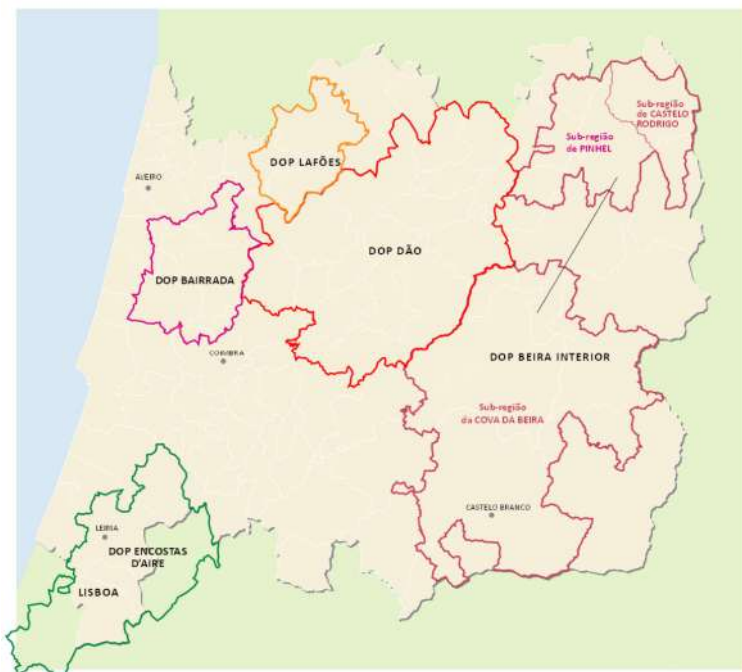 Sub-região
de CASTELO
RODRIGO
Sub-região
de PINHEL
DOP LAFÕES
AVEIRO
DOP DÃO
DOP BAIRRADA
COIMBRA
DOP BEIRA INTERIOR
Sub-região
da COVA DA BEIRA
CASTELO BRANCO
LEIRIA
DOP ENCOSTAS
D'AIRE
LISBOA